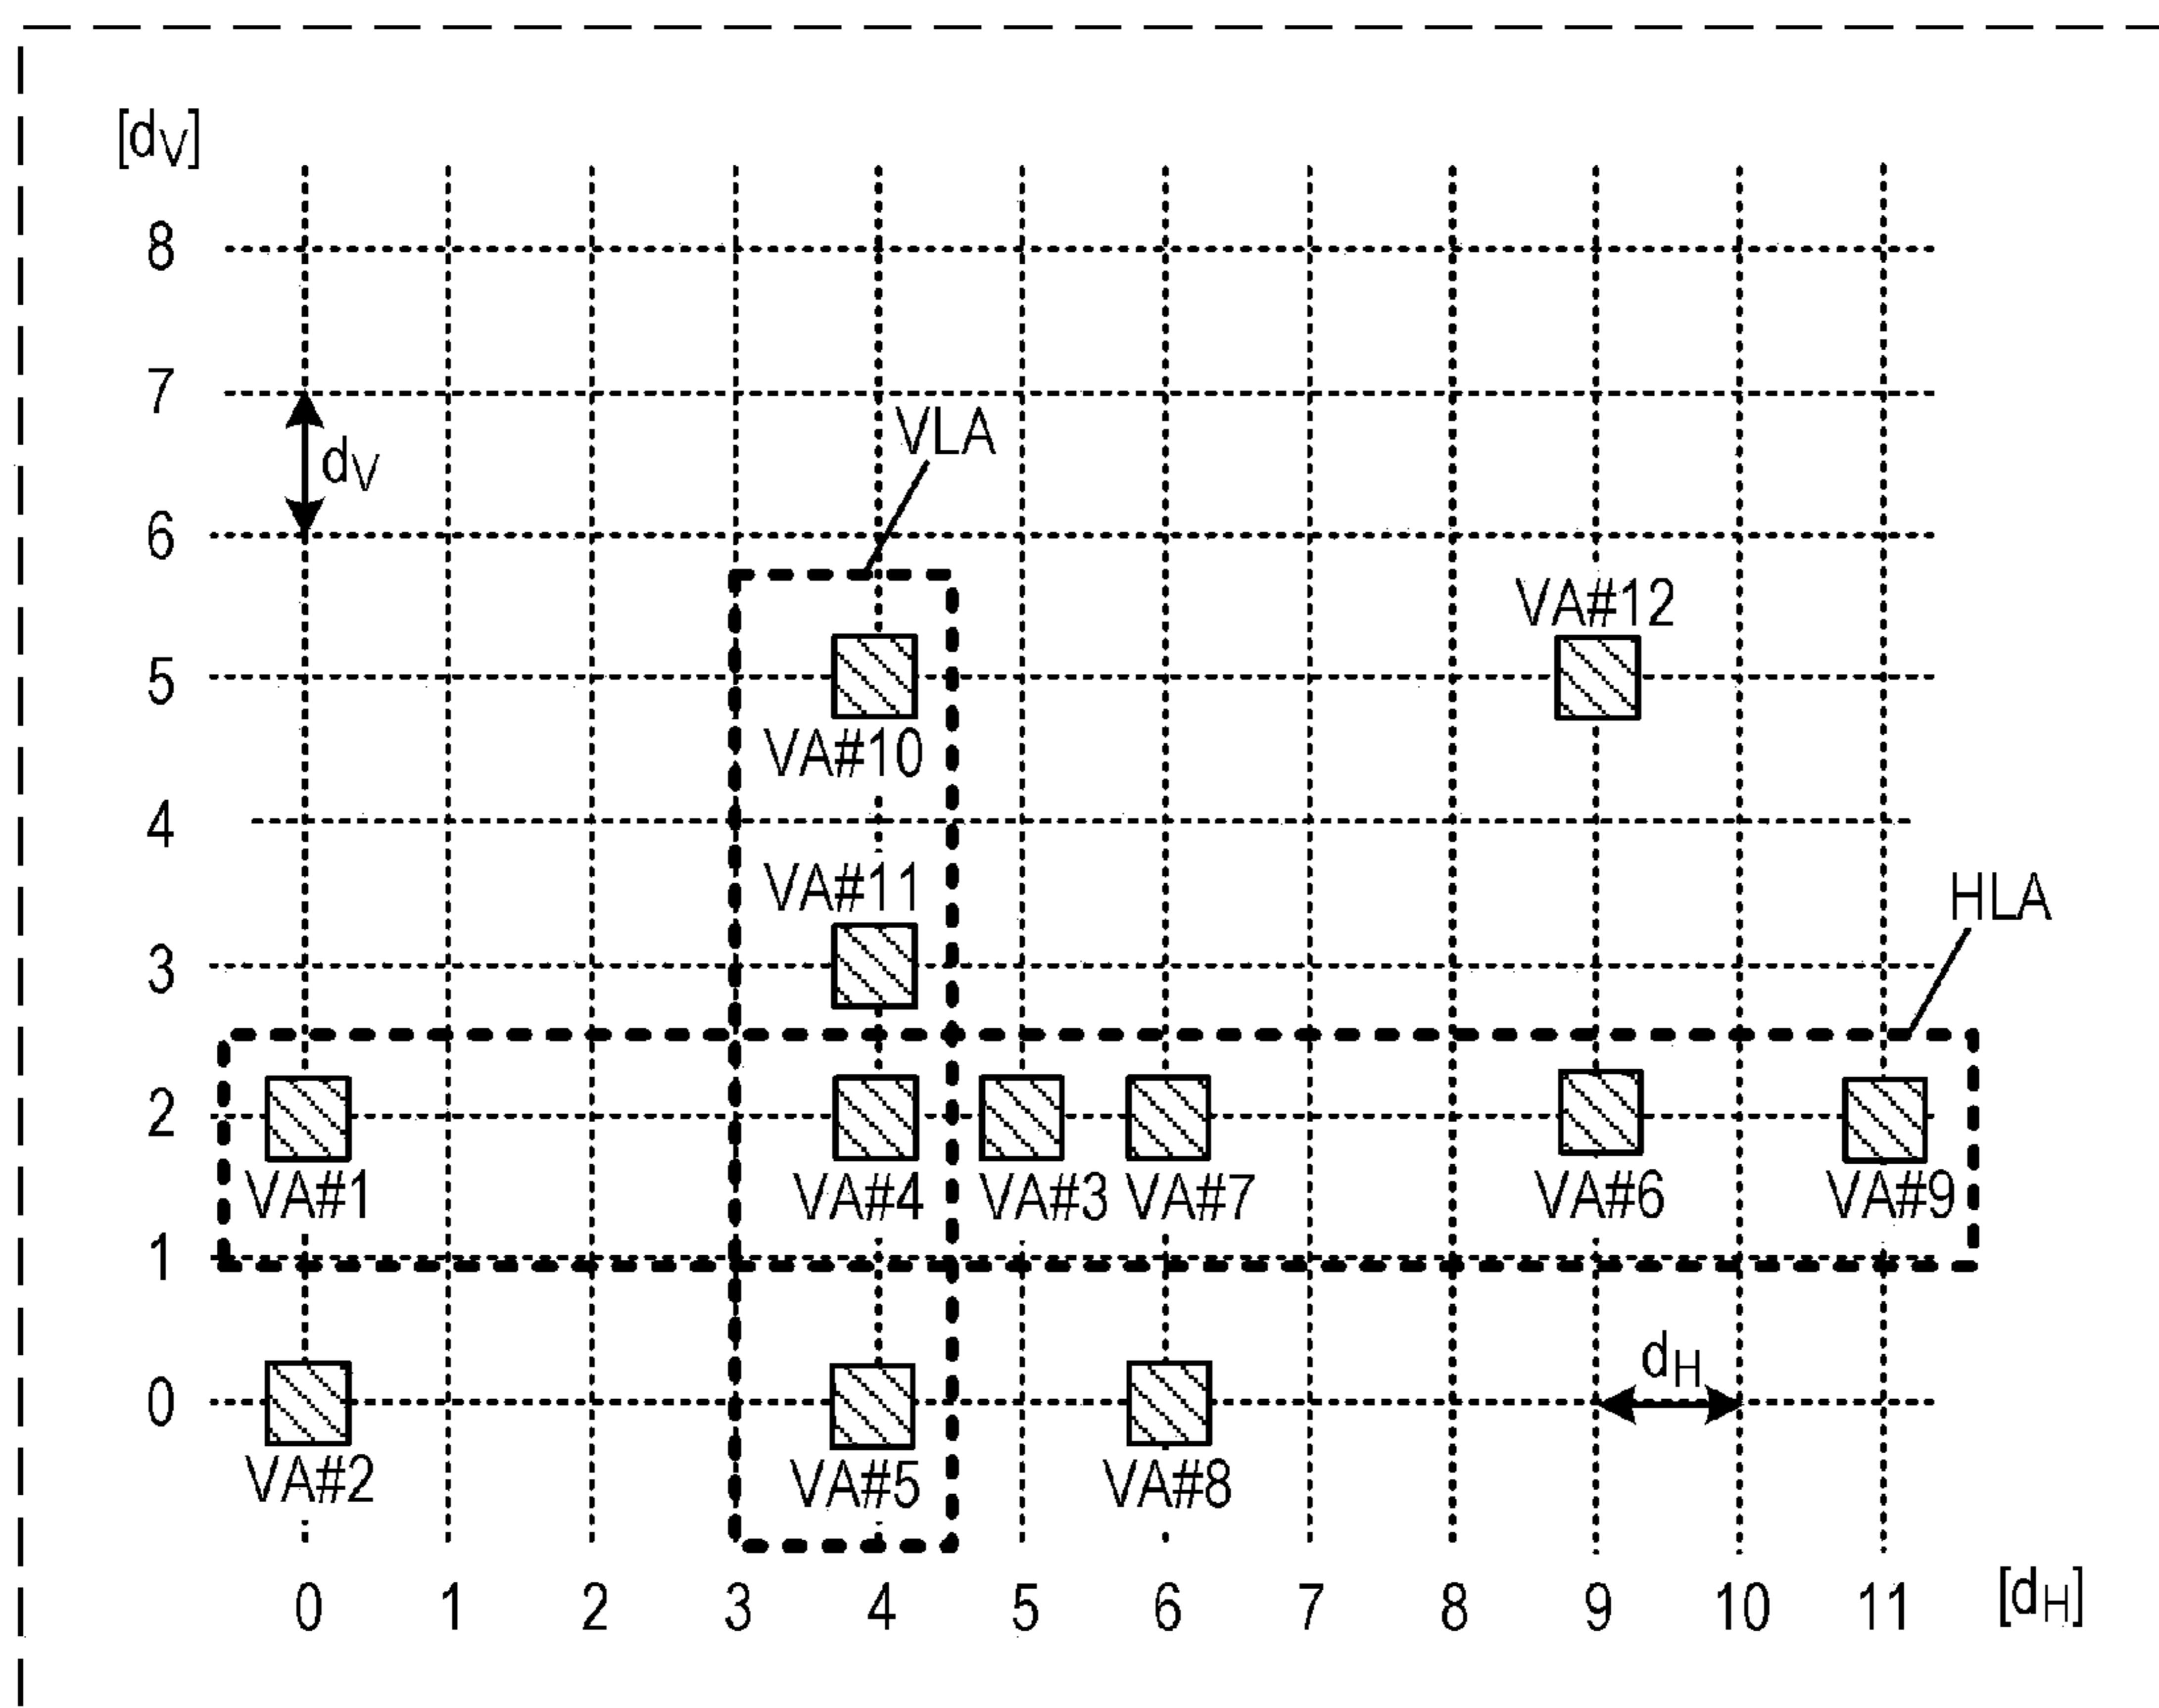 [dV]
8
7
VLA
dV
6
VA#12
5
VA#10
4
VA#11
HLA
3
2
VA#1 VA#4 VA#3 VA#7 VA#6 VA#9
1
dH
0
VA#2 VA#5 VA#8
0 1 2 3 4 5 6 7 8 9 10 11 [dH]